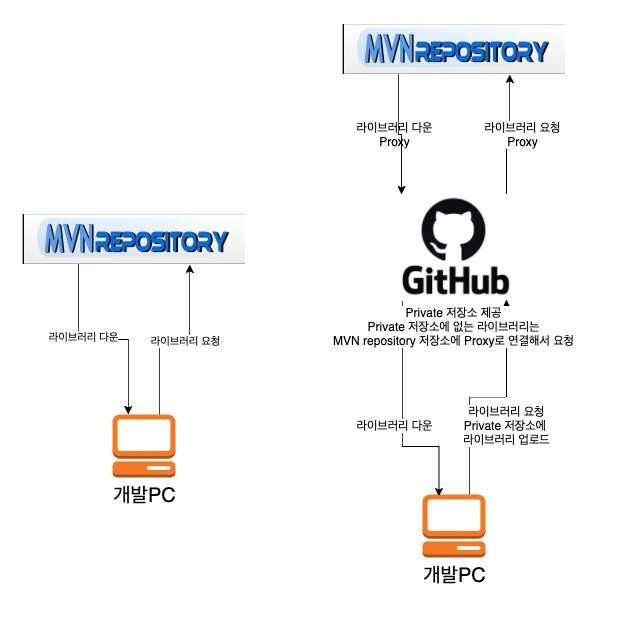 MVNREPOSITORY
라이브러리 다운
라이브러리 요청
개발PC
MVNREPOSITORY
라이브러리 다운
Proxy
라이브러리 요청
Proxy
GitHub
Private 저장소 제공
Private 저장소에 없는 라이브러리는
MVN repository 저장소에 Proxy로 연결해서 요청
라이브러리 다운
라이브러리 요청
Private 저장소에
라이브러리 업로드
개발PC